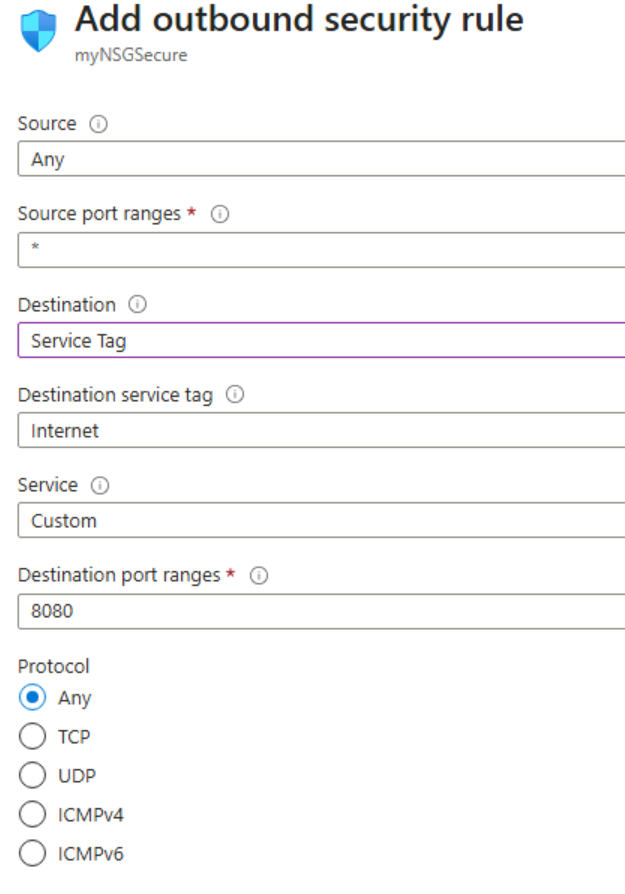 Add outbound security rule
myNSGSecure
Source
Any
Source port ranges *
*
Destination
Service Tag
Destination service tag
Internet
Service
Custom
Destination port ranges *
8080
Protocol
Any
TCP
UDP
ICMPv4
ICMPv6